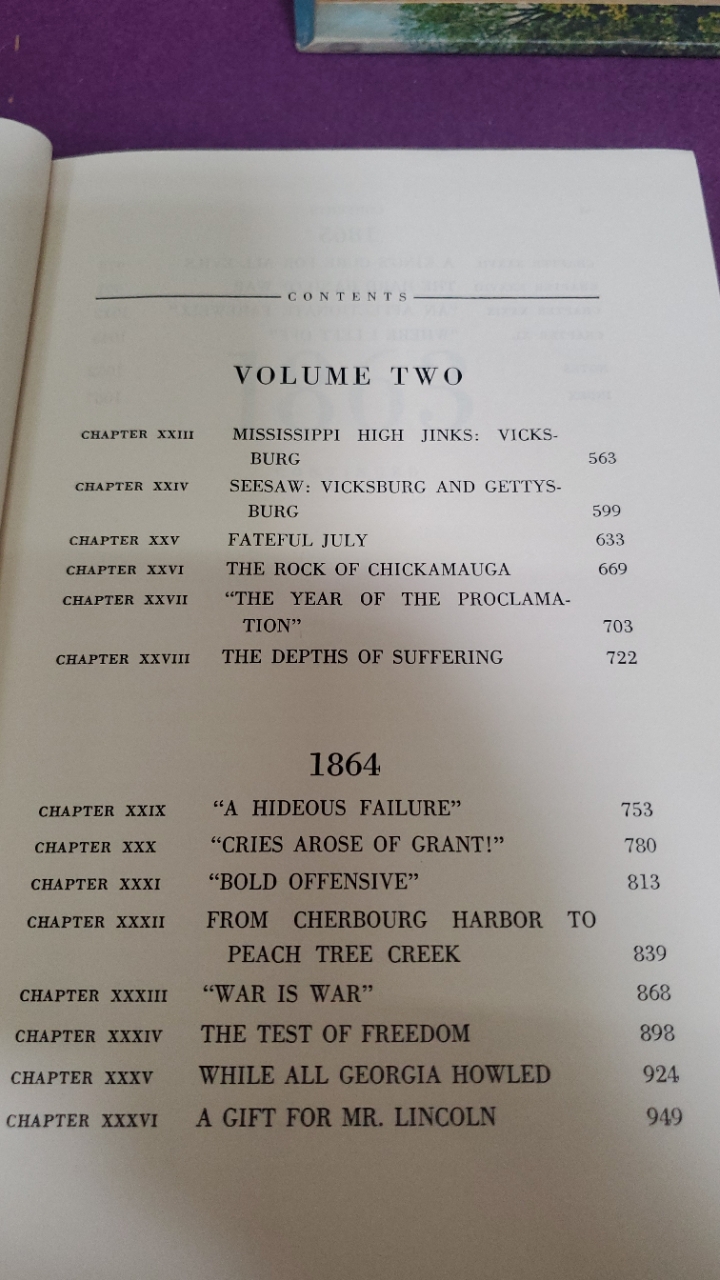 CONTENTS
VOLUME TWO
CHAPTER XXIII MISSISSIPPI HIGH JINKS: VICKS-
BURG 563
CHAPTER XXIV SEESAW: VICKSBURG AND GETTYS-
BURG 599
CHAPTER XXV FATEFUL JULY 633
CHAPTER XXVI THE ROCK OF CHICKAMAUGA 669
CHAPTER XXVII “THE YEAR OF THE PROCLAMA-
TION” 703
CHAPTER XXVIII THE DEPTHS OF SUFFERING 722
1864
CHAPTER XXIX “A HIDEOUS FAILURE” 753
CHAPTER XXX “CRIES AROSE OF GRANT!” 780
CHAPTER XXXI “BOLD OFFENSIVE” 813
CHAPTER XXXII FROM CHERBOURG HARBOR TO
PEACH TREE CREEK 839
CHAPTER XXXIII “WAR IS WAR” 868
CHAPTER XXXIV THE TEST OF FREEDOM 898
CHAPTER XXXV WHILE ALL GEORGIA HOWLED 924
CHAPTER XXXVI A GIFT FOR MR. LINCOLN 949